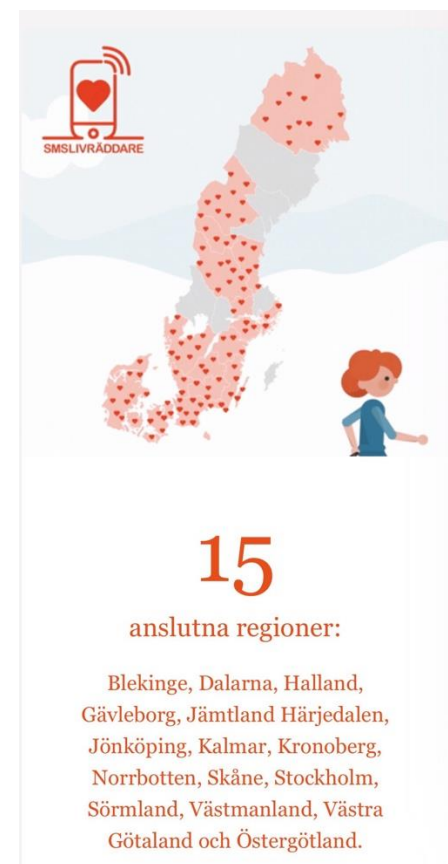 SMSLIVRÄDDARE
15
anslutna regioner:
Blekinge, Dalarna, Halland,
Gävleborg, Jämtland Härjedalen,
Jönköping, Kalmar, Kronoberg,
Norrbotten, Skåne, Stockholm,
Sörmland, Västmanland, Västra
Götaland och Östergötland.